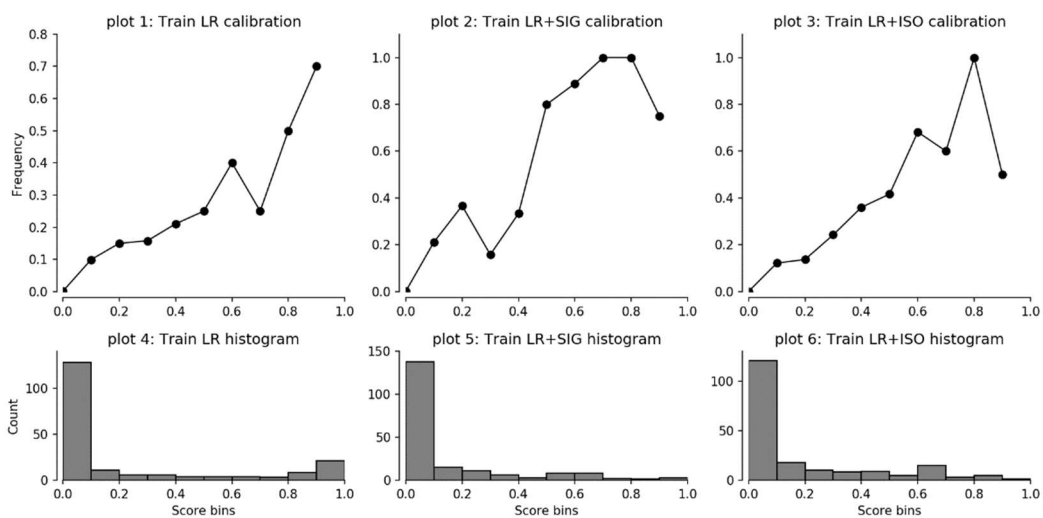 plot 1: Train LR calibration
plot 2: Train LR+SIG calibration
plot 3: Train LR+ISO calibration
0.8
0.7
0.6
0.5
0.4
0.3
0.2
0.1
0.0
Frequency
0.0 0.2 0.4 0.6 0.8 1.0
1.0
0.8
0.6
0.4
0.2
0.0
0.0 0.2 0.4 0.6 0.8 1.0
1.0
0.8
0.6
0.4
0.2
0.0
0.0 0.2 0.4 0.6 0.8 1.0
plot 4: Train LR histogram
plot 5: Train LR+SIG histogram
plot 6: Train LR+ISO histogram
100
50
0
Count
0.0 0.2 0.4 0.6 0.8 1.0
Score bins
150
100
50
0
0.0 0.2 0.4 0.6 0.8 1.0
Score bins
100
50
0
0.0 0.2 0.4 0.6 0.8 1.0
Score bins